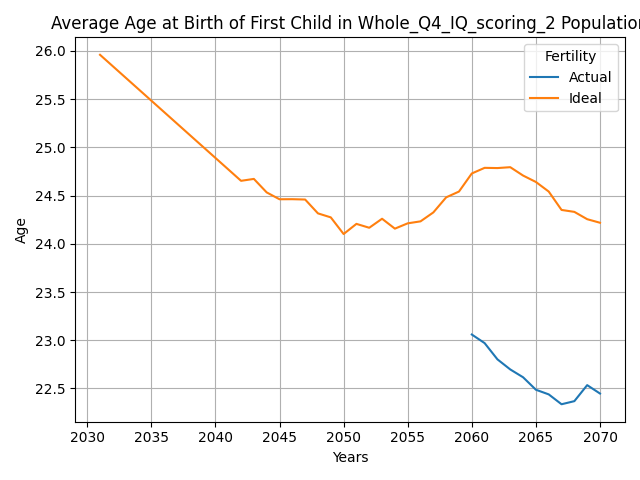 Average Age at Birth of First Child in Whole_Q4_IQ_scoring_2 Population
Fertility
Actual
Ideal
26.0
25.5
25.0
24.5
24.0
23.5
23.0
22.5
Age
2030 2035 2040 2045 2050 2055 2060 2065 2070
Years